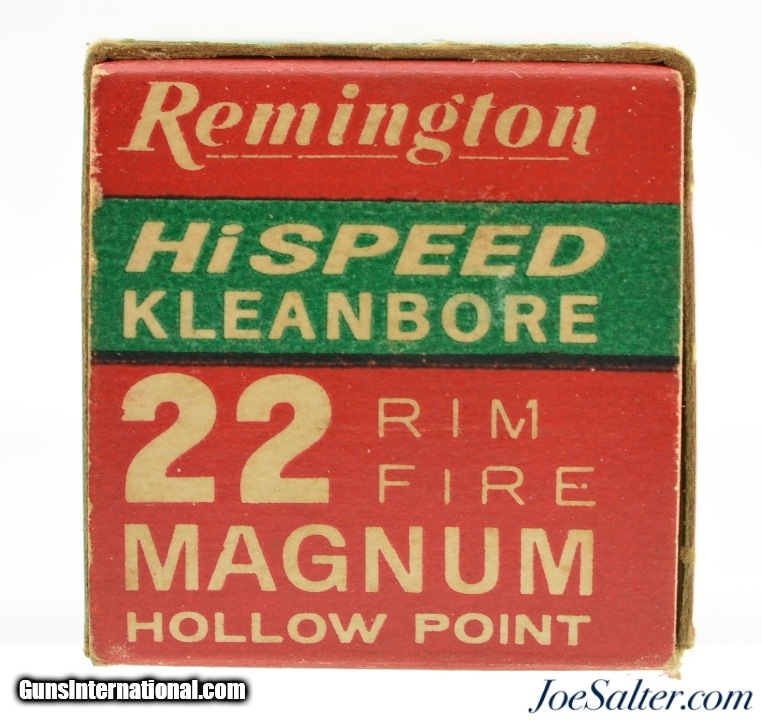 Remington
HiSPEED
KLEANBORE
22 RIM FIRE
MAGNUM
HOLLOW POINT
GunsInternational.com
JoeSalter.com